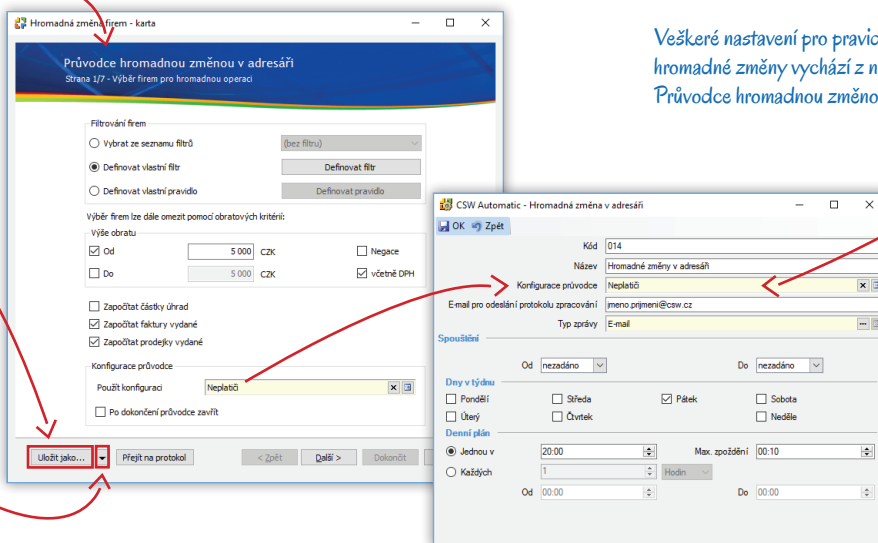 Hromadná změna firem - karta
Průvodce hromadnou změnou v adresáři
Strana 1/7 - Výběr firem pro hromadnou operaci
Filtrování firem
Vybrat ze seznamu filtrů (bez filtru)
Definovat vlastní filtr Definovat filtr
Definovat vlastní pravidlo Definovat pravidlo
Výběr firem lze dále omezit pomocí obratových kritérií:
Výše obratu
Od 5 000 CZK Negace
Do 5 000 CZK včetně DPH
Započítat částky úhrad
Započítat faktury vydané
Započítat prodejky vydané
Konfigurace průvodce
Použít konfiguraci Neplatiči
Po dokončení průvodce zavřít
Uložit jako... Přejít na protokol < Zpět Další > Dokončit
Veškeré nastavení pro pravid
hromadné změny vychází z n
Průvodce hromadnou změno
CSW Automatic - Hromadná změna v adresáři
OK Zpět
Kód 014
Název Hromadné změny v adresáři
Konfigurace průvodce Neplatiči
E-mail pro odeslání protokolu zpracování jmeno.prijmeni@csw.cz
Typ zprávy E-mail
Spouštění
Od nezadáno Do nezadáno
Dny v týdnu
Pondělí Středa Pátek Sobota
Úterý Čtvrtek Neděle
Denní plán
Jednou v 20:00 Max. zpoždění 00:10
Každých 1 Hodin
Od 00:00 Do 00:00